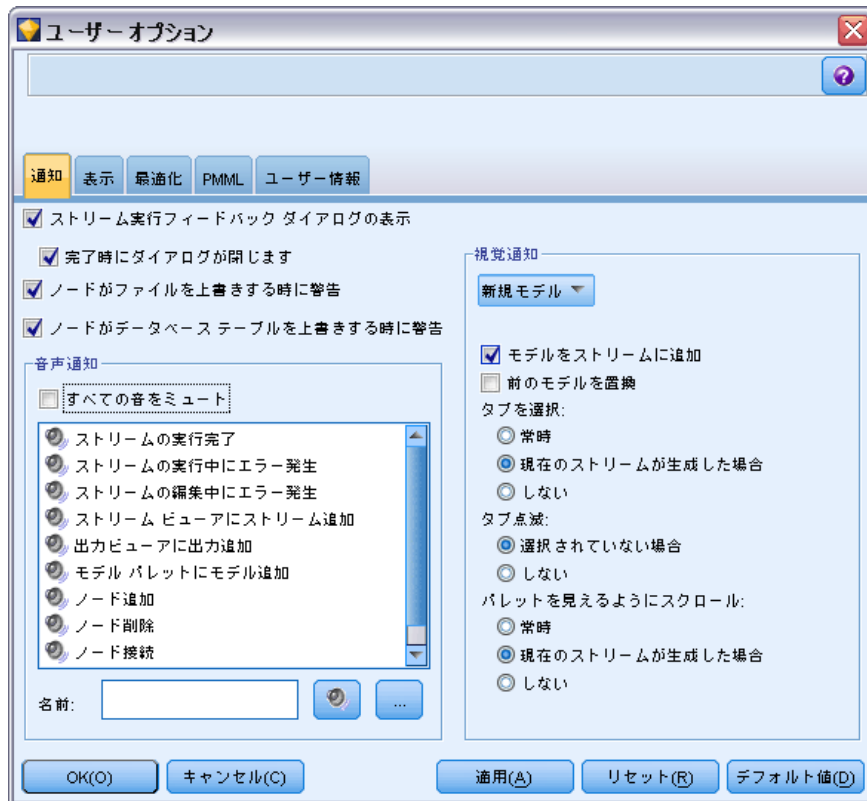 ユーザー オプション
通知
表示
最適化
PMML
ユーザー情報
ストリーム実行フィードバック ダイアログの表示
完了時にダイアログが閉じます
ノードがファイルを上書きする時に警告
ノードがデータベース テーブルを上書きする時に警告
音声通知
すべての音をミュート
ストリームの実行完了
ストリームの実行中にエラー発生
ストリームの編集中にエラー発生
ストリーム ビューアにストリーム追加
出力ビューアに出力追加
モデル パレットにモデル追加
ノード追加
ノード削除
ノード接続
名前:
...
視覚通知
新規モデル
モデルをストリームに追加
前のモデルを置換
タブを選択:
常時
現在のストリームが生成した場合
しない
タブ点滅:
選択されていない場合
しない
パレットを見えるようにスクロール:
常時
現在のストリームが生成した場合
しない
OK(O)
キャンセル(C)
適用(A)
リセット(R)
デフォルト値(D)